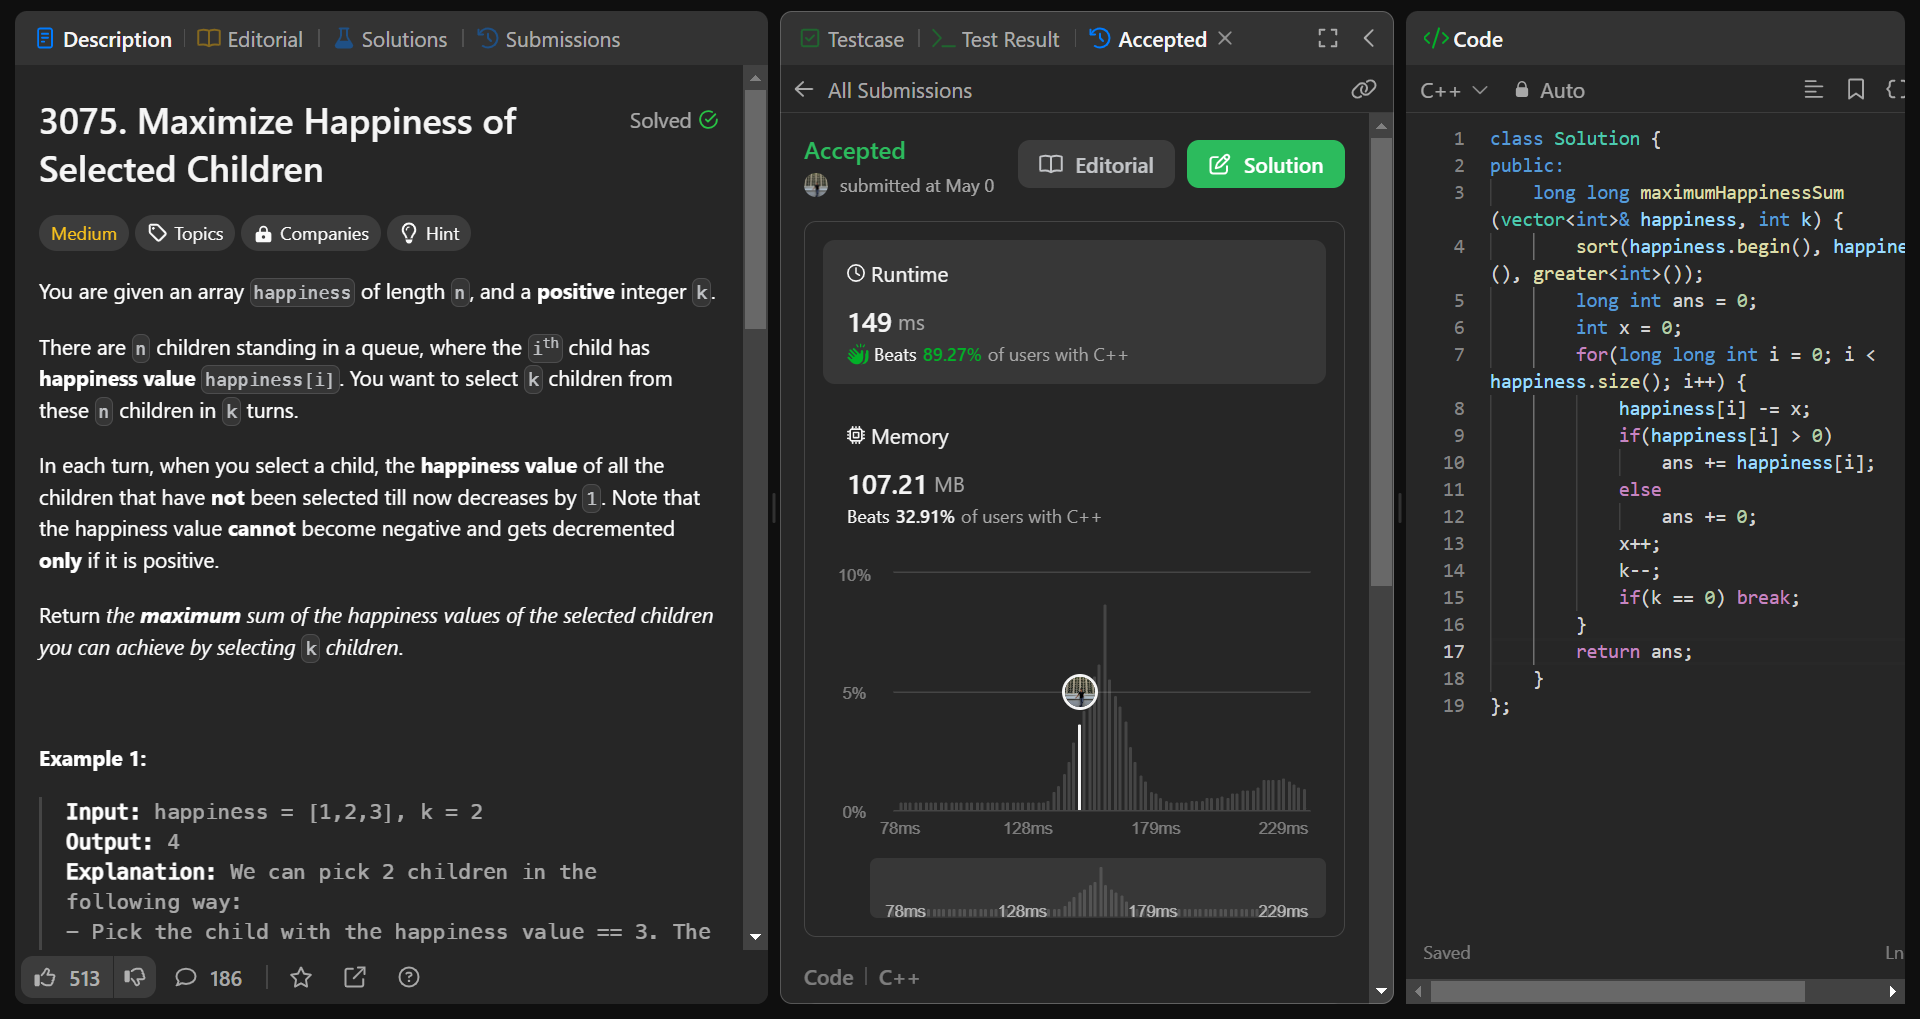 Description
Editorial
Solutions
Submissions
3075. Maximize Happiness of
Selected Children
Solved
Medium
Topics
Companies
Hint
You are given an array happiness of length n, and a positive integer k.
There are n children standing in a queue, where the ith child has
happiness value happiness[i]. You want to select k children from
these n children in k turns.
In each turn, when you select a child, the happiness value of all the
children that have not been selected till now decreases by 1. Note that
the happiness value cannot become negative and gets decremented
only if it is positive.
Return the maximum sum of the happiness values of the selected children
you can achieve by selecting k children.
Example 1:
Input: happiness = [1,2,3], k = 2
Output: 4
Explanation: We can pick 2 children in the
following way:
- Pick the child with the happiness value == 3. The
513
186
Testcase
Test Result
Accepted
All Submissions
Accepted
submitted at May 0
Editorial
Solution
Runtime
149 ms
Beats 89.27% of users with C++
Memory
107.21 MB
Beats 32.91% of users with C++
10%
5%
0%
78ms 128ms 179ms 229ms
78ms 128ms 179ms 229ms
Code | C++
</> Code
C++
Auto
1 class Solution {
2 public:
3 long long maximumHappinessSum
(vector<int>& happiness, int k) {
4 sort(happiness.begin(), happine
(), greater<int>());
5 long int ans = 0;
6 int x = 0;
7 for(long long int i = 0; i <
happiness.size(); i++) {
8 happiness[i] -= x;
9 if(happiness[i] > 0)
10 ans += happiness[i];
11 else
12 ans += 0;
13 x++;
14 k--;
15 if(k == 0) break;
16 }
17 return ans;
18 }
19 };
Saved
Ln